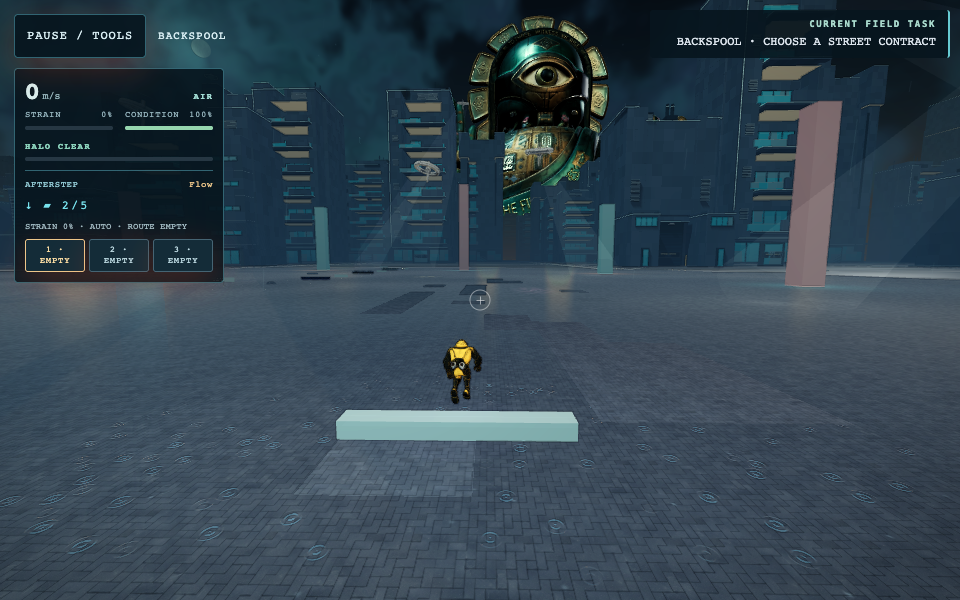 PAUSE / TOOLS
BACKSPOOL
CURRENT FIELD TASK
BACKSPOOL · CHOOSE A STREET CONTRACT
0 m/s
AIR
STRAIN 0%
CONDITION 100%
HALO CLEAR
AFTERSTEP
Flow
↓ ▰ 2/5
STRAIN 0% · AUTO · ROUTE EMPTY
1 · EMPTY
2 · EMPTY
3 · EMPTY